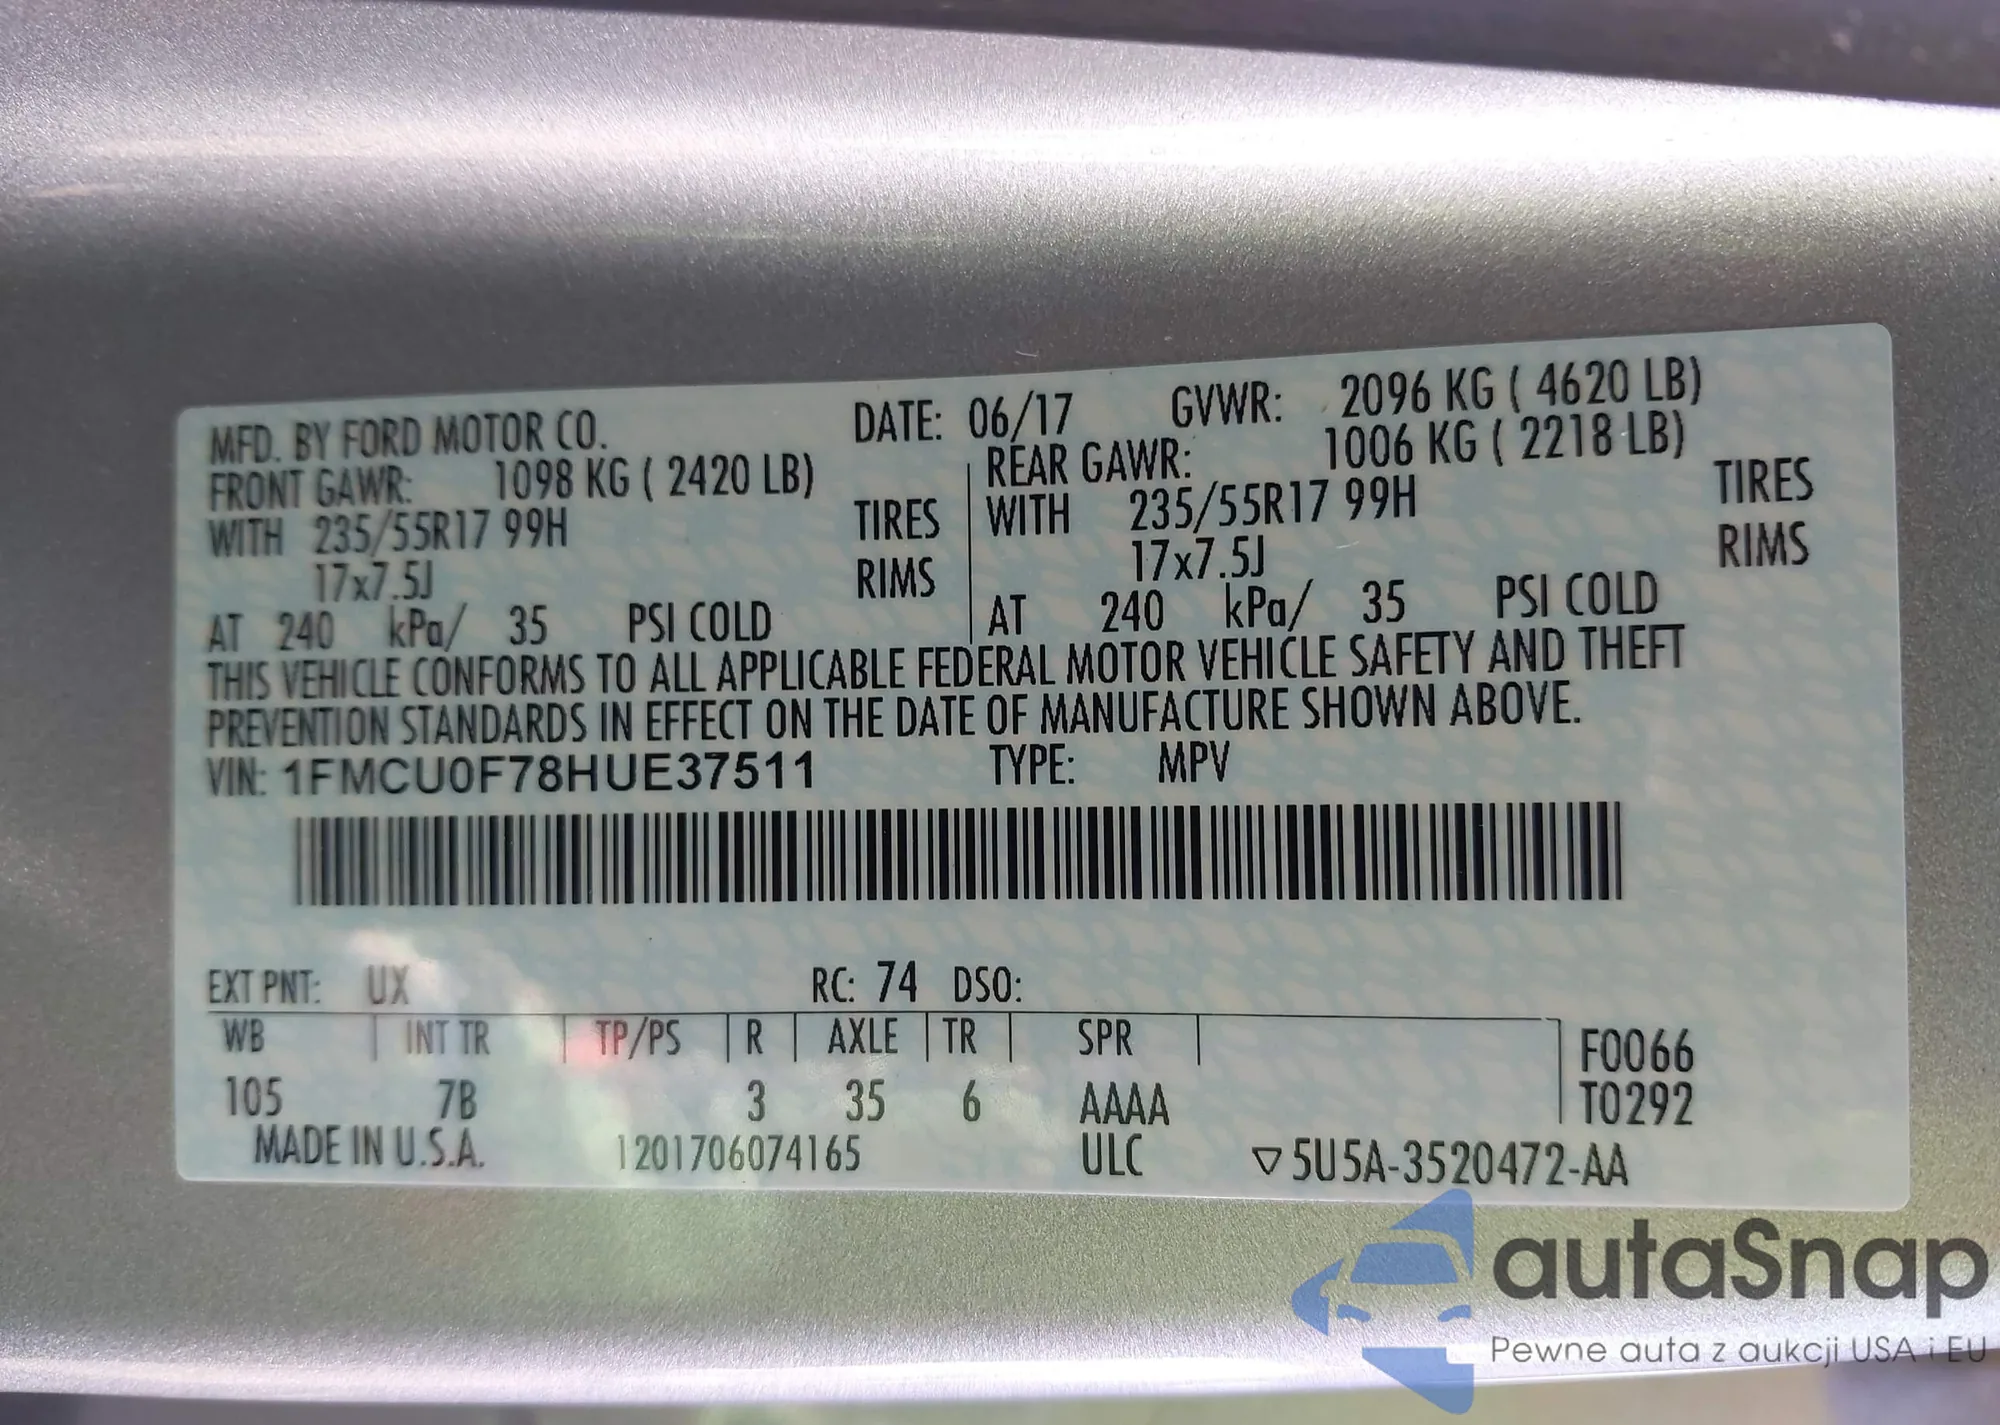 MFD. BY FORD MOTOR CO. DATE: 06/17 GVWR: 2096 KG ( 4620 LB)
FRONT GAWR: 1098 KG ( 2420 LB) REAR GAWR: 1006 KG ( 2218 LB)
WITH 235/55R17 99H TIRES WITH 235/55R17 99H TIRES
17x7.5J RIMS 17x7.5J RIMS
AT 240 kPa/ 35 PSI COLD AT 240 kPa/ 35 PSI COLD
THIS VEHICLE CONFORMS TO ALL APPLICABLE FEDERAL MOTOR VEHICLE SAFETY AND THEFT
PREVENTION STANDARDS IN EFFECT ON THE DATE OF MANUFACTURE SHOWN ABOVE.
VIN: 1FMCU0F78HUE37511 TYPE: MPV
EXT PNT: UX RC: 74 DSO:
WB INT TR TP/PS R AXLE TR SPR F0066
105 7B 3 35 6 AAAA T0292
MADE IN U.S.A. 1201706074165 ULC ▽5U5A-3520472-AA
autaSnap
Pewne auta z aukcji USA i EU